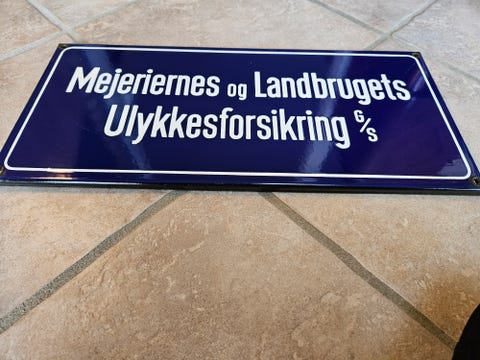 Mejeriernes og Landbrugets
Ulykkesforsikring G/S